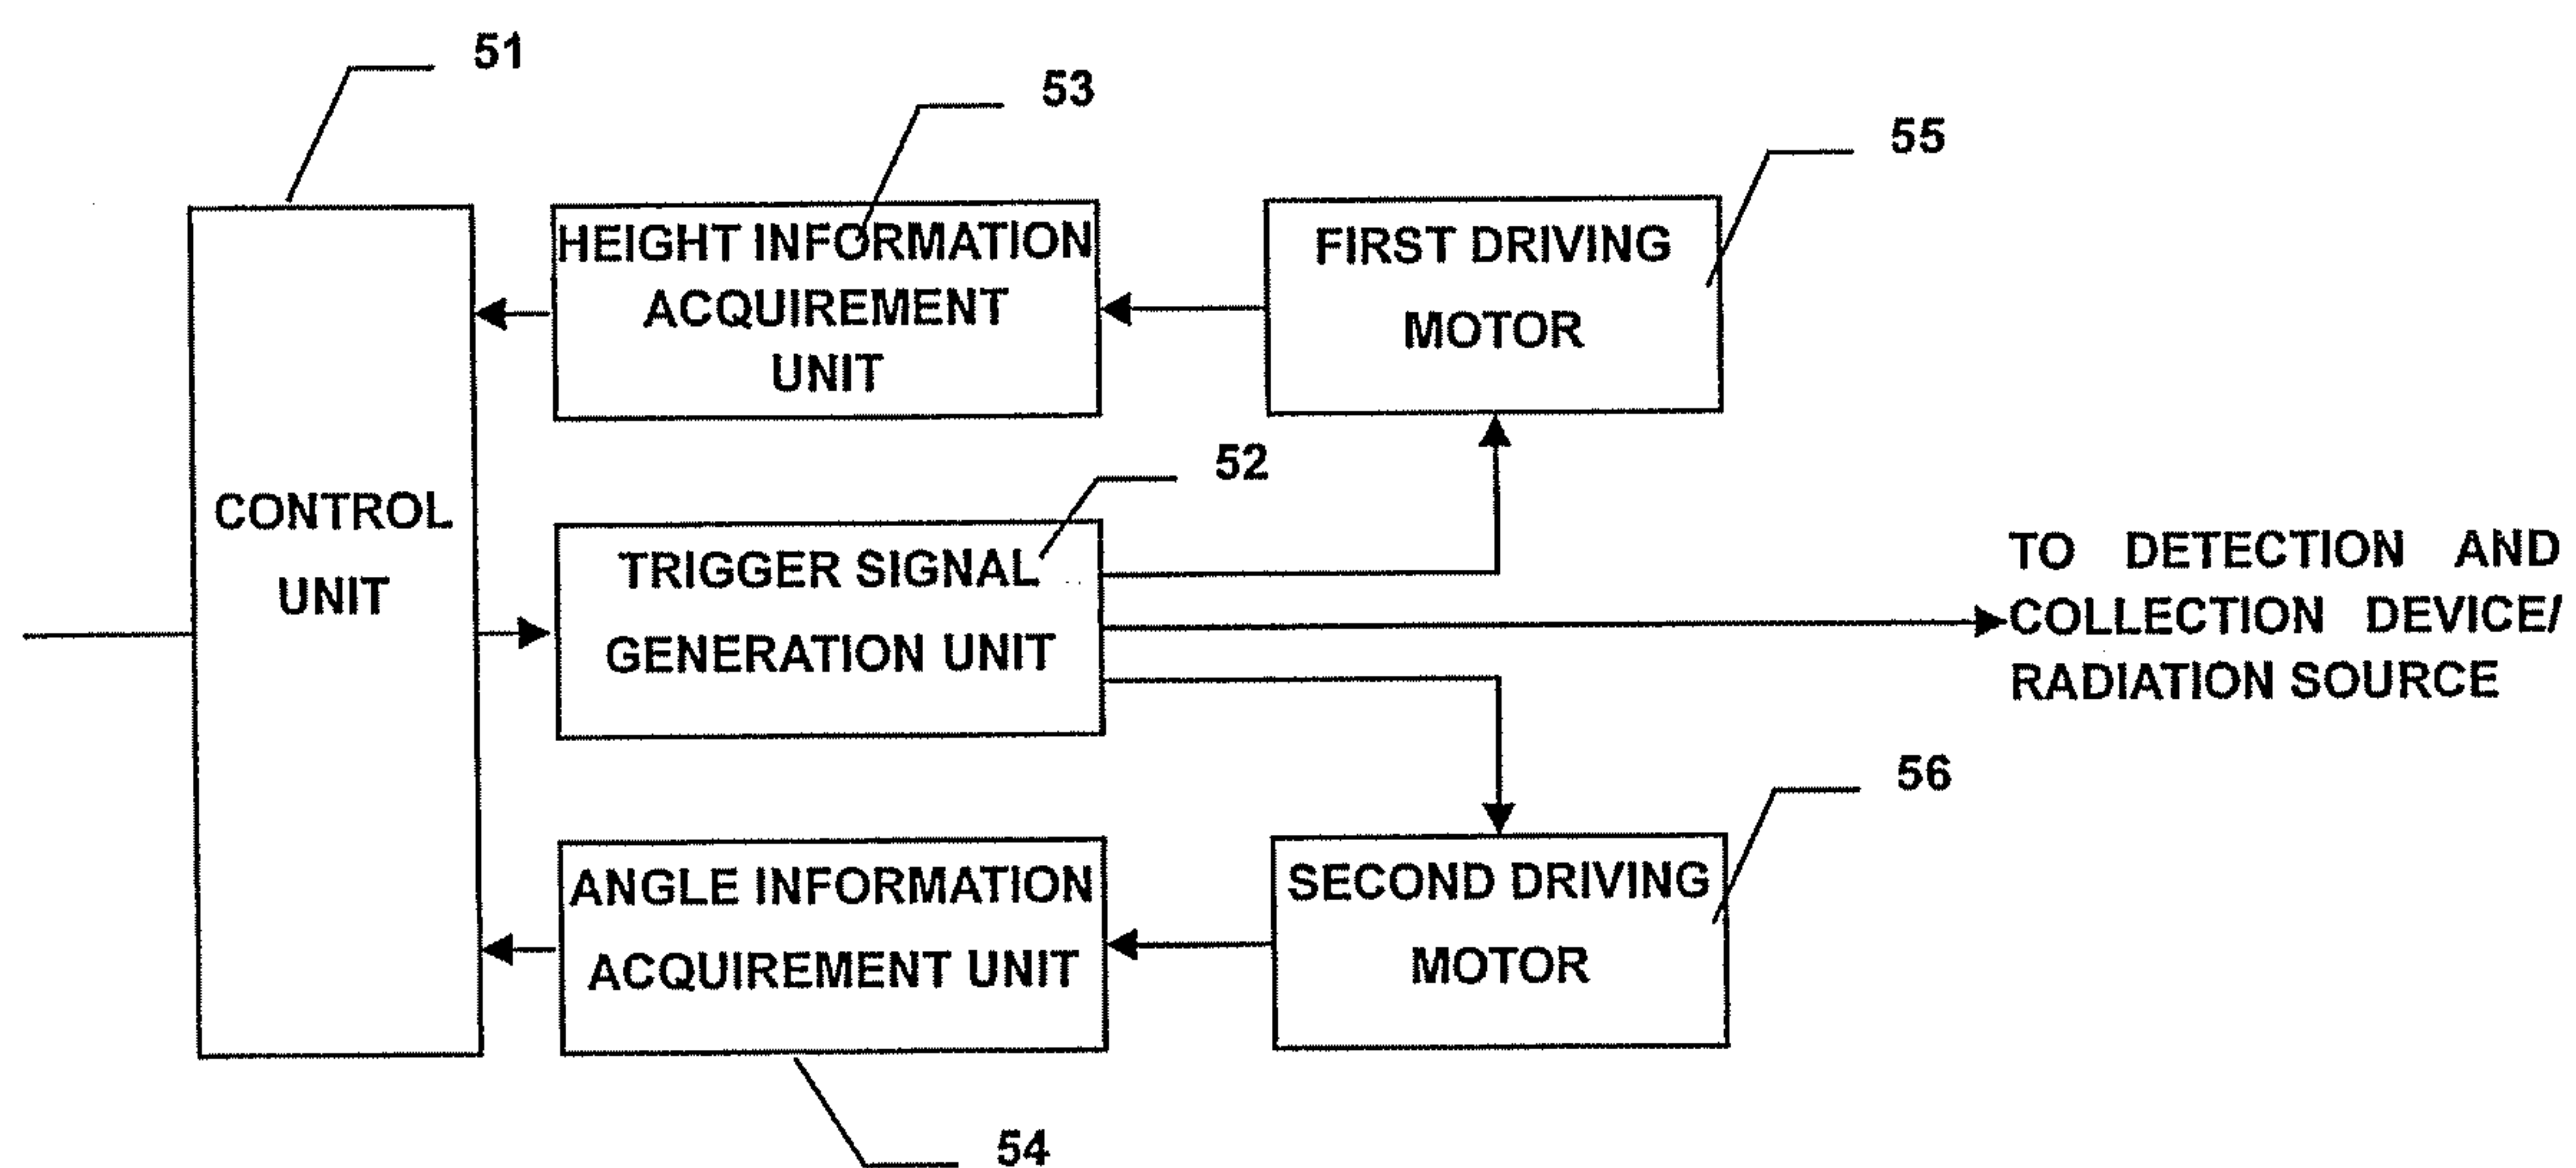 51
53
55
HEIGHT INFORMATION
ACQUIREMENT
UNIT
FIRST DRIVING
MOTOR
52
CONTROL
UNIT
TRIGGER SIGNAL
GENERATION UNIT
TO DETECTION AND
COLLECTION DEVICE/
RADIATION SOURCE
56
ANGLE INFORMATION
ACQUIREMENT UNIT
SECOND DRIVING
MOTOR
54